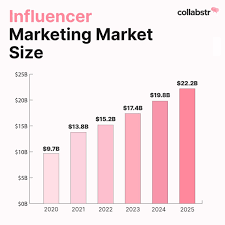 Influencer
collabstr
Marketing Market
Size
$25B
$20B
$15B
$10B
$5B
$0B
$9.7B
$13.8B
$15.2B
$17.4B
$19.8B
$22.2B
2020
2021
2022
2023
2024
2025